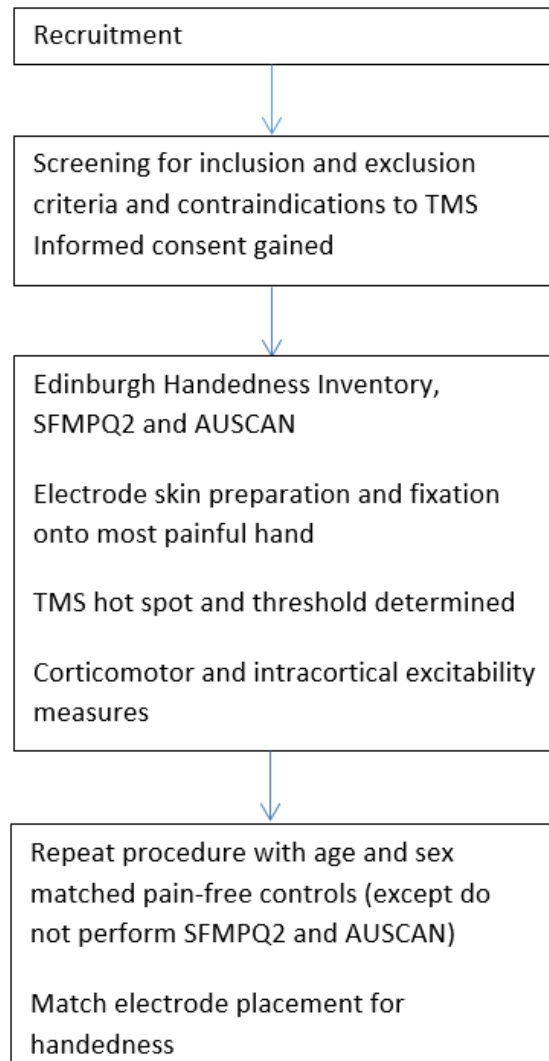 Recruitment
Screening for inclusion and exclusion
criteria and contraindications to TMS
Informed consent gained
Edinburgh Handedness Inventory,
SFMPQ2 and AUSCAN
Electrode skin preparation and fixation
onto most painful hand
TMS hot spot and threshold determined
Corticomotor and intracortical excitability
measures
Repeat procedure with age and sex
matched pain-free controls (except do
not perform SFMPQ2 and AUSCAN)
Match electrode placement for
handedness